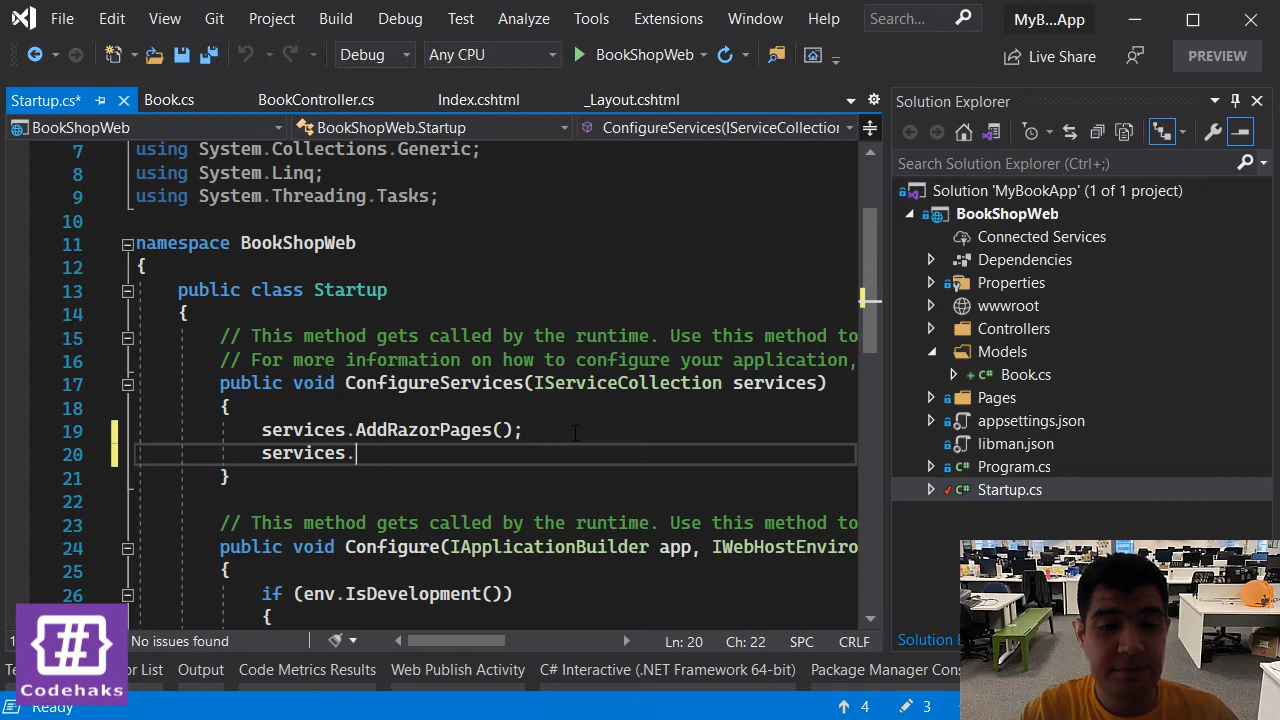 File Edit View Git Project Build Debug Test Analyze Tools Extensions Window Help Search... MyB...App
Debug Any CPU BookShopWeb Live Share PREVIEW
Startup.cs* Book.cs BookController.cs Index.cshtml _Layout.cshtml
BookShopWeb BookShopWeb.Startup ConfigureServices(IServiceCollection
7 using System.Collections.Generic;
8 using System.Linq;
9 using System.Threading.Tasks;
10
11 namespace BookShopWeb
12 {
13 public class Startup
14 {
15 // This method gets called by the runtime. Use this method to
16 // For more information on how to configure your application,
17 public void ConfigureServices(IServiceCollection services)
18 {
19 services.AddRazorPages();
20 services.
21 }
22
23 // This method gets called by the runtime. Use this method to
24 public void Configure(IApplicationBuilder app, IWebHostEnviro
25 {
26 if (env.IsDevelopment())
{
No issues found Ln: 20 Ch: 22 SPC CRLF
Output Code Metrics Results Web Publish Activity C# Interactive (.NET Framework 64-bit) Package Manager Con
Ready 4 3
Codehaks
Solution Explorer
Search Solution Explorer (Ctrl+;)
Solution 'MyBookApp' (1 of 1 project)
BookShopWeb
Connected Services
Dependencies
Properties
wwwroot
Controllers
Models
C# Book.cs
Pages
appsettings.json
libman.json
C# Program.cs
C# Startup.cs
Solution E